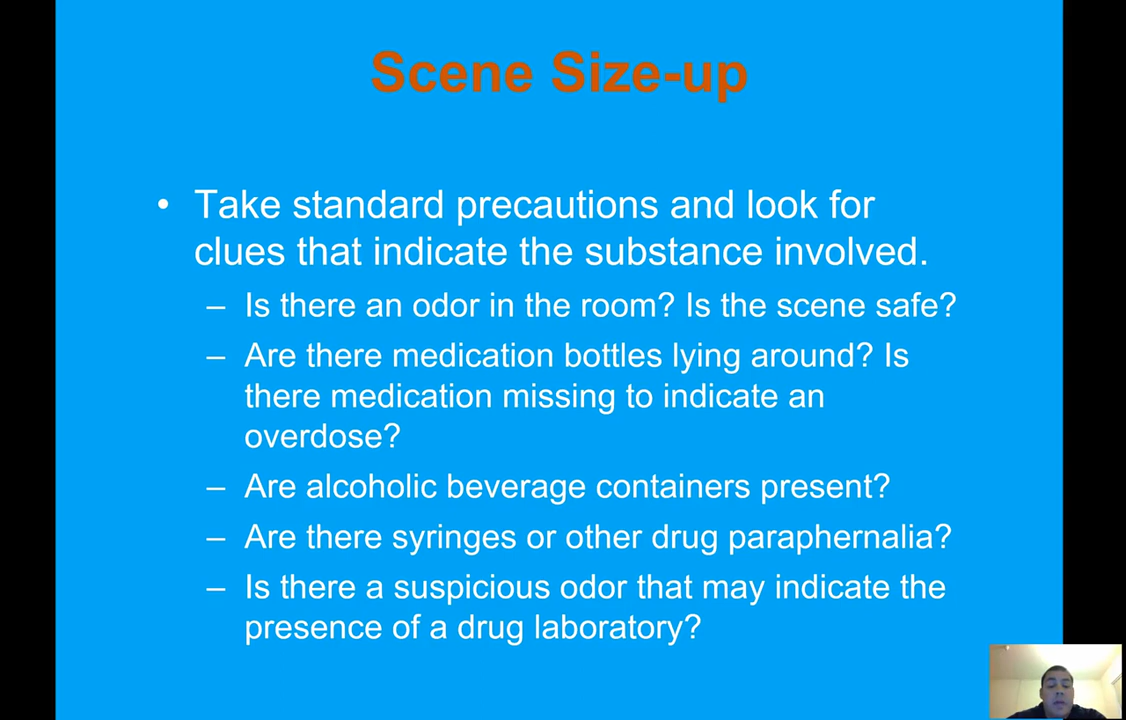 Scene Size-up
• Take standard precautions and look for
clues that indicate the substance involved.
– Is there an odor in the room? Is the scene safe?
– Are there medication bottles lying around? Is
there medication missing to indicate an
overdose?
– Are alcoholic beverage containers present?
– Are there syringes or other drug paraphernalia?
– Is there a suspicious odor that may indicate the
presence of a drug laboratory?